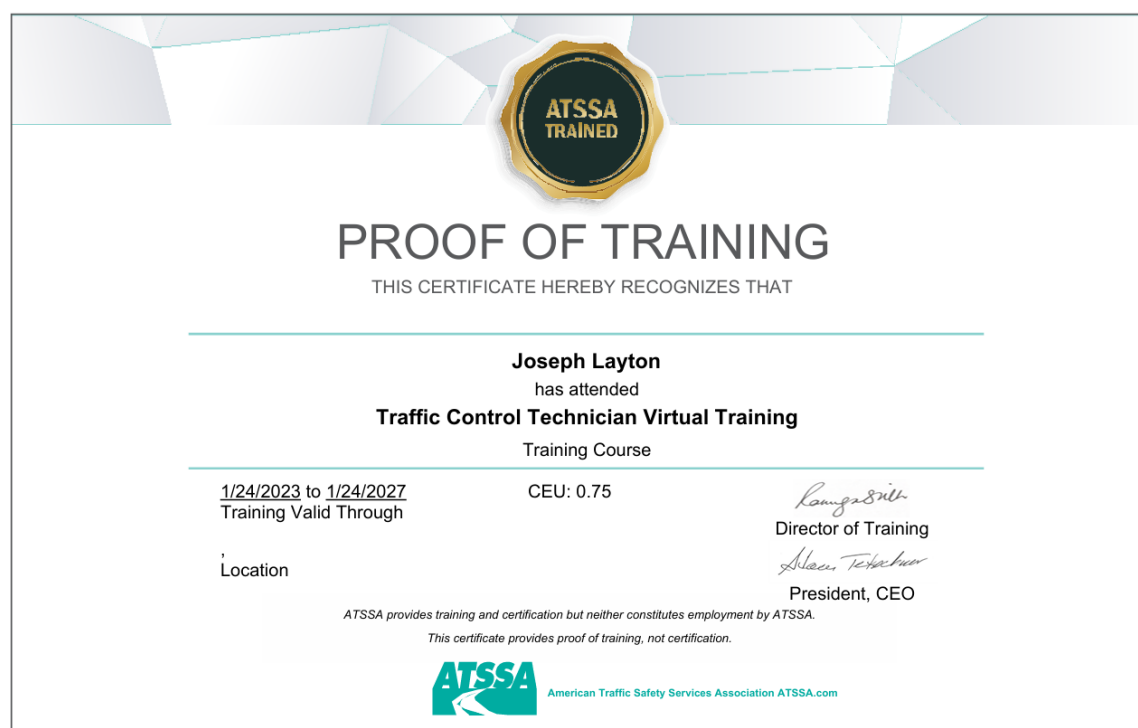 ATSSA
TRAINED
PROOF OF TRAINING
THIS CERTIFICATE HEREBY RECOGNIZES THAT
Joseph Layton
has attended
Traffic Control Technician Virtual Training
Training Course
1/24/2023 to 1/24/2027
Training Valid Through
CEU: 0.75
,
Location
Director of Training
President, CEO
ATSSA provides training and certification but neither constitutes employment by ATSSA.
This certificate provides proof of training, not certification.
ATSSA
American Traffic Safety Services Association ATSSA.com